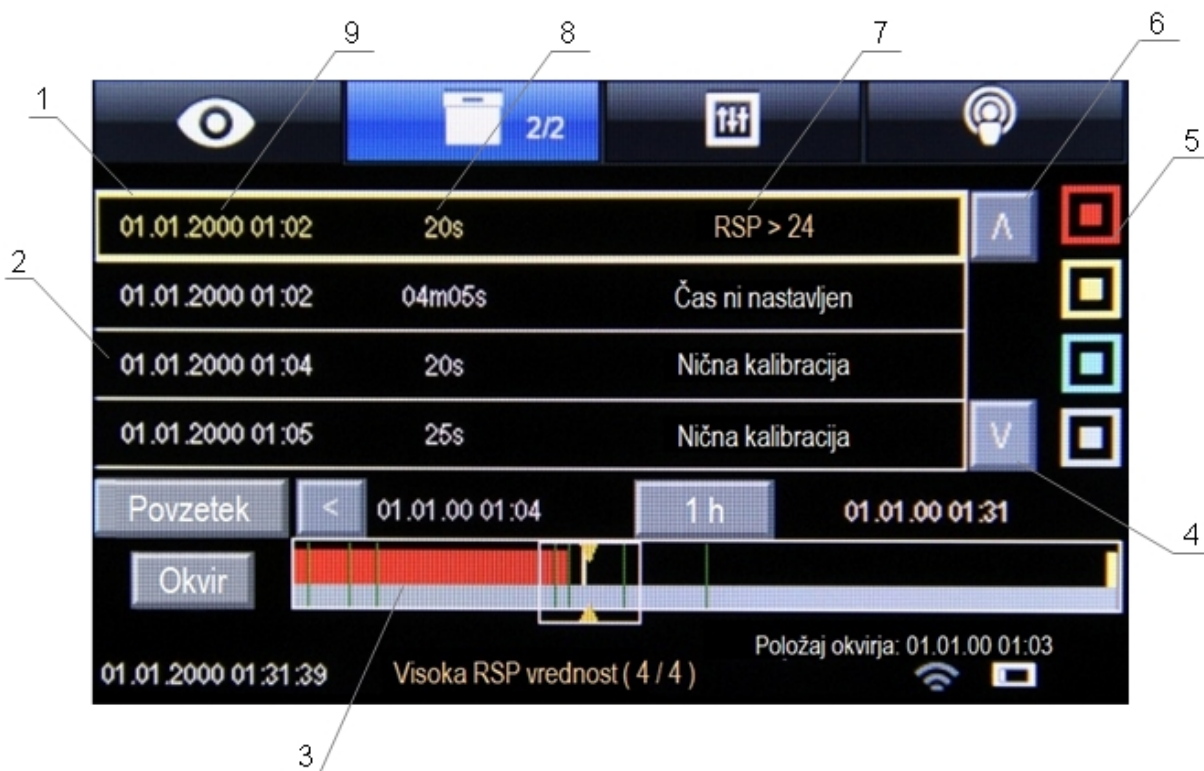 9 8 7 6
1
2/2
5
01.01.2000 01:02 20s RSP > 24
2
01.01.2000 01:02 04m05s Čas ni nastavljen
01.01.2000 01:04 20s Nična kalibracija
01.01.2000 01:05 25s Nična kalibracija
Povzetek < 01.01.00 01:04 1 h 01.01.00 01:31
4
Okvir
Položaj okvirja: 01.01.00 01:03
01.01.2000 01:31:39 Visoka RSP vrednost ( 4 / 4 )
3